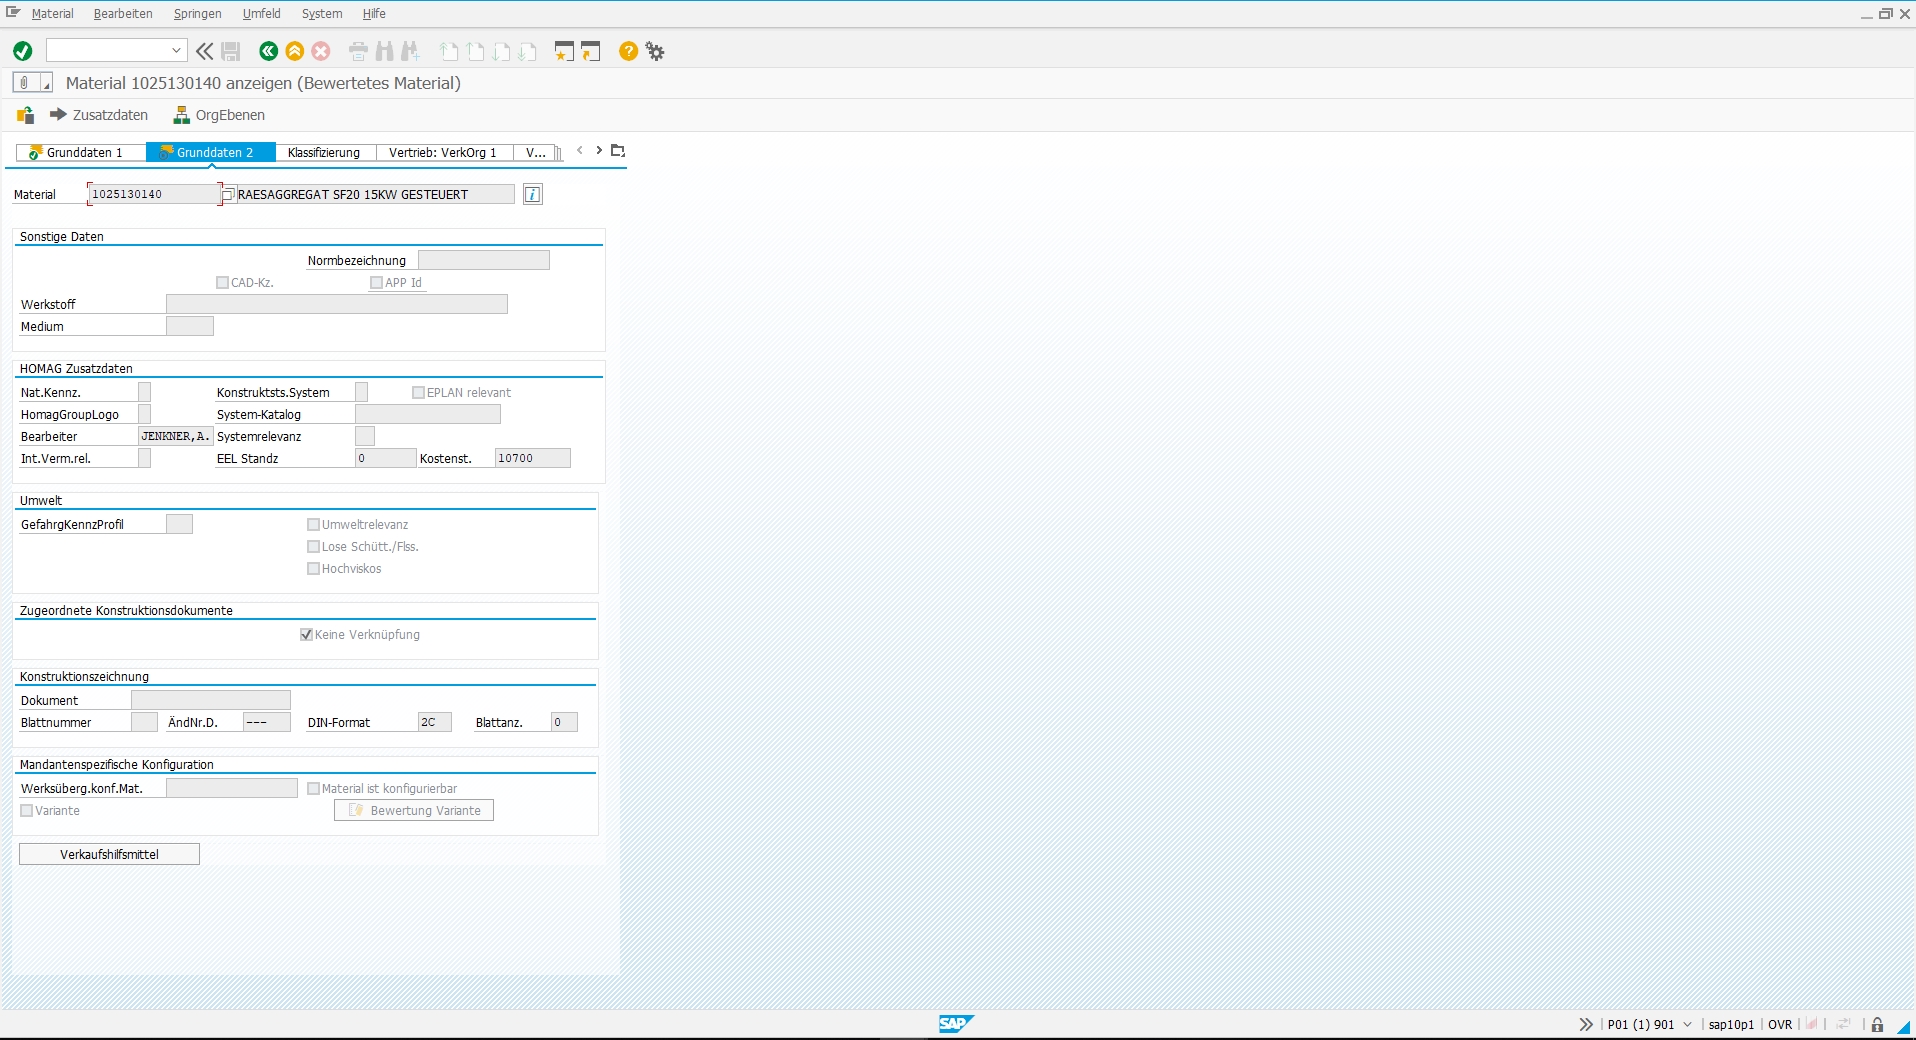 Material Bearbeiten Springen Umfeld System Hilfe
Material 1025130140 anzeigen (Bewertetes Material)
Zusatzdaten OrgEbenen
Grunddaten 1 Grunddaten 2 Klassifizierung Vertrieb: VerkOrg 1 V...
Material 1025130140 RAESAGGREGAT SF20 15KW GESTEUERT
Sonstige Daten
Normbezeichnung
CAD-Kz. APP Id
Werkstoff
Medium
HOMAG Zusatzdaten
Nat.Kennz. Konstruktsts.System EPLAN relevant
HomagGroupLogo System-Katalog
Bearbeiter JENKNER,A. Systemrelevanz
Int.Verm.rel. EEL Standz 0 Kostenst. 10700
Umwelt
GefahrgKennzProfil Umweltrelevanz
Lose Schütt./Flss.
Hochviskos
Zugeordnete Konstruktionsdokumente
Keine Verknüpfung
Konstruktionszeichnung
Dokument
Blattnummer ÄndNr.D. --- DIN-Format 2C Blattanz. 0
Mandantenspezifische Konfiguration
Werksüberg.konf.Mat. Material ist konfigurierbar
Variante Bewertung Variante
Verkaufshilfsmittel
SAP P01 (1) 901 sap10p1 OVR